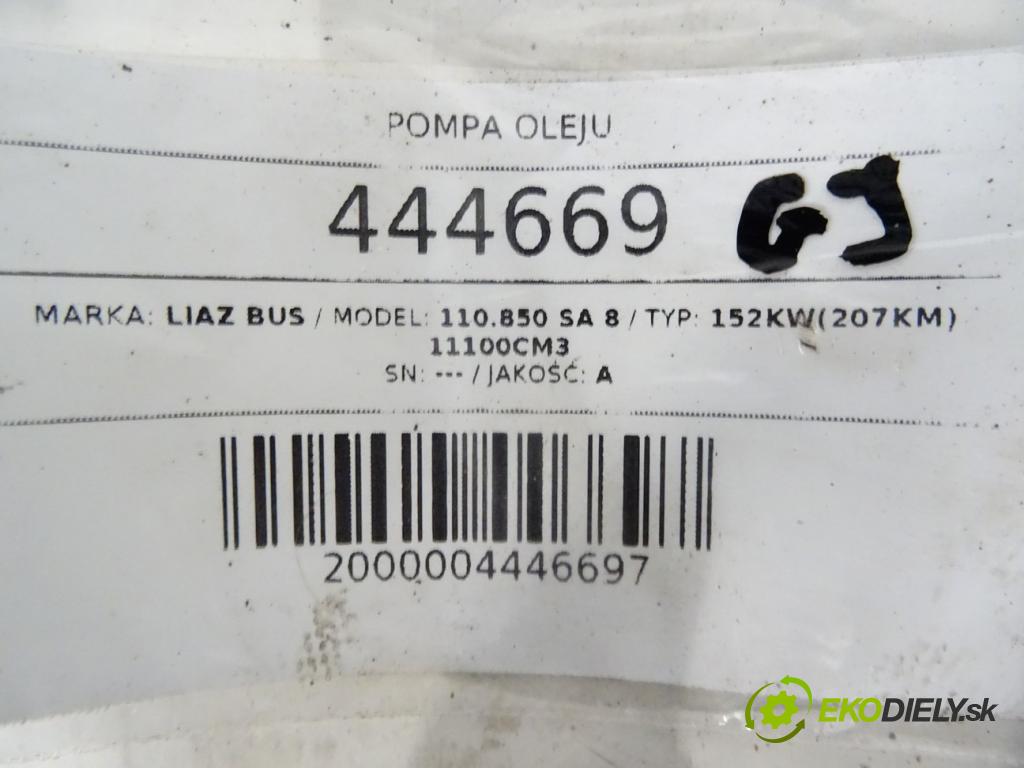 POMPA OLEJU
444669 GJ
MARKA: LIAZ BUS / MODEL: 110.850 SA 8 / TYP: 152KW(207KM)
11100CM3
SN: --- / JAKOŚĆ: A
2000004446697
EKODIELY.sk